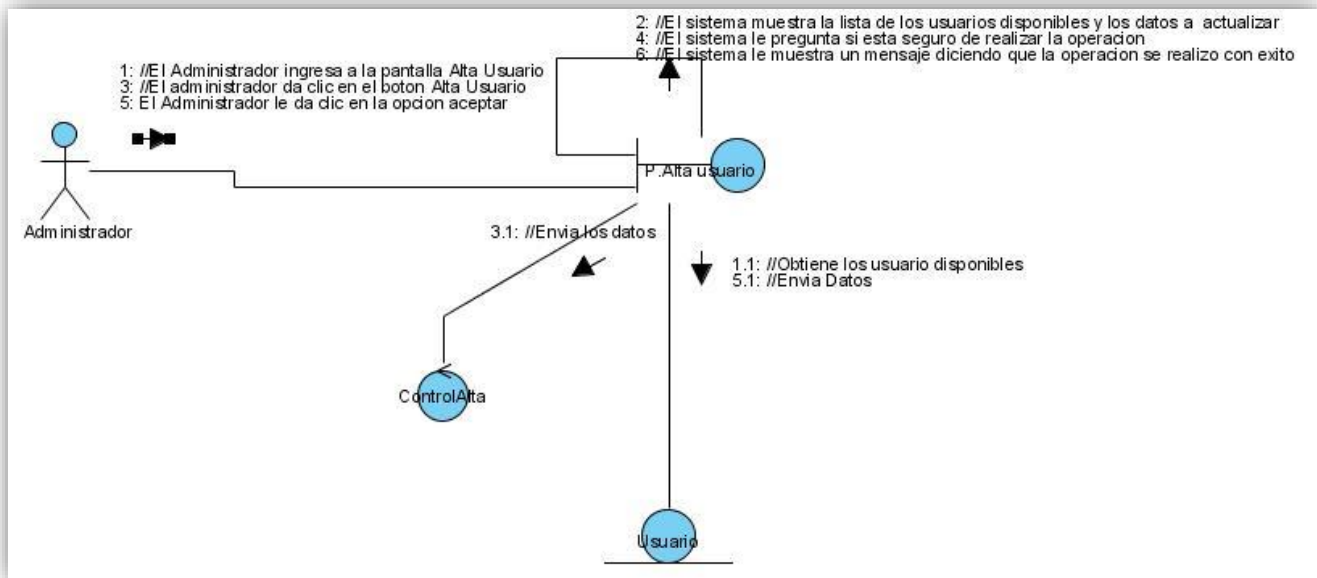 2: //El sistema muestra la lista de los usuarios disponibles y los datos a actualizar
4: //El sistema le pregunta si esta seguro de realizar la operacion
6: //El sistema le muestra un mensaje diciendo que la operacion se realizo con exito
1: //El Administrador ingresa a la pantalla Alta Usuario
3: //El administrador da clic en el boton Alta Usuario
5: El Administrador le da clic en la opcion aceptar
P.Alta usuario
Administrador
3.1: //Envia los datos
1.1: //Obtiene los usuario disponibles
5.1: //Envia Datos
ControlAlta
Usuario